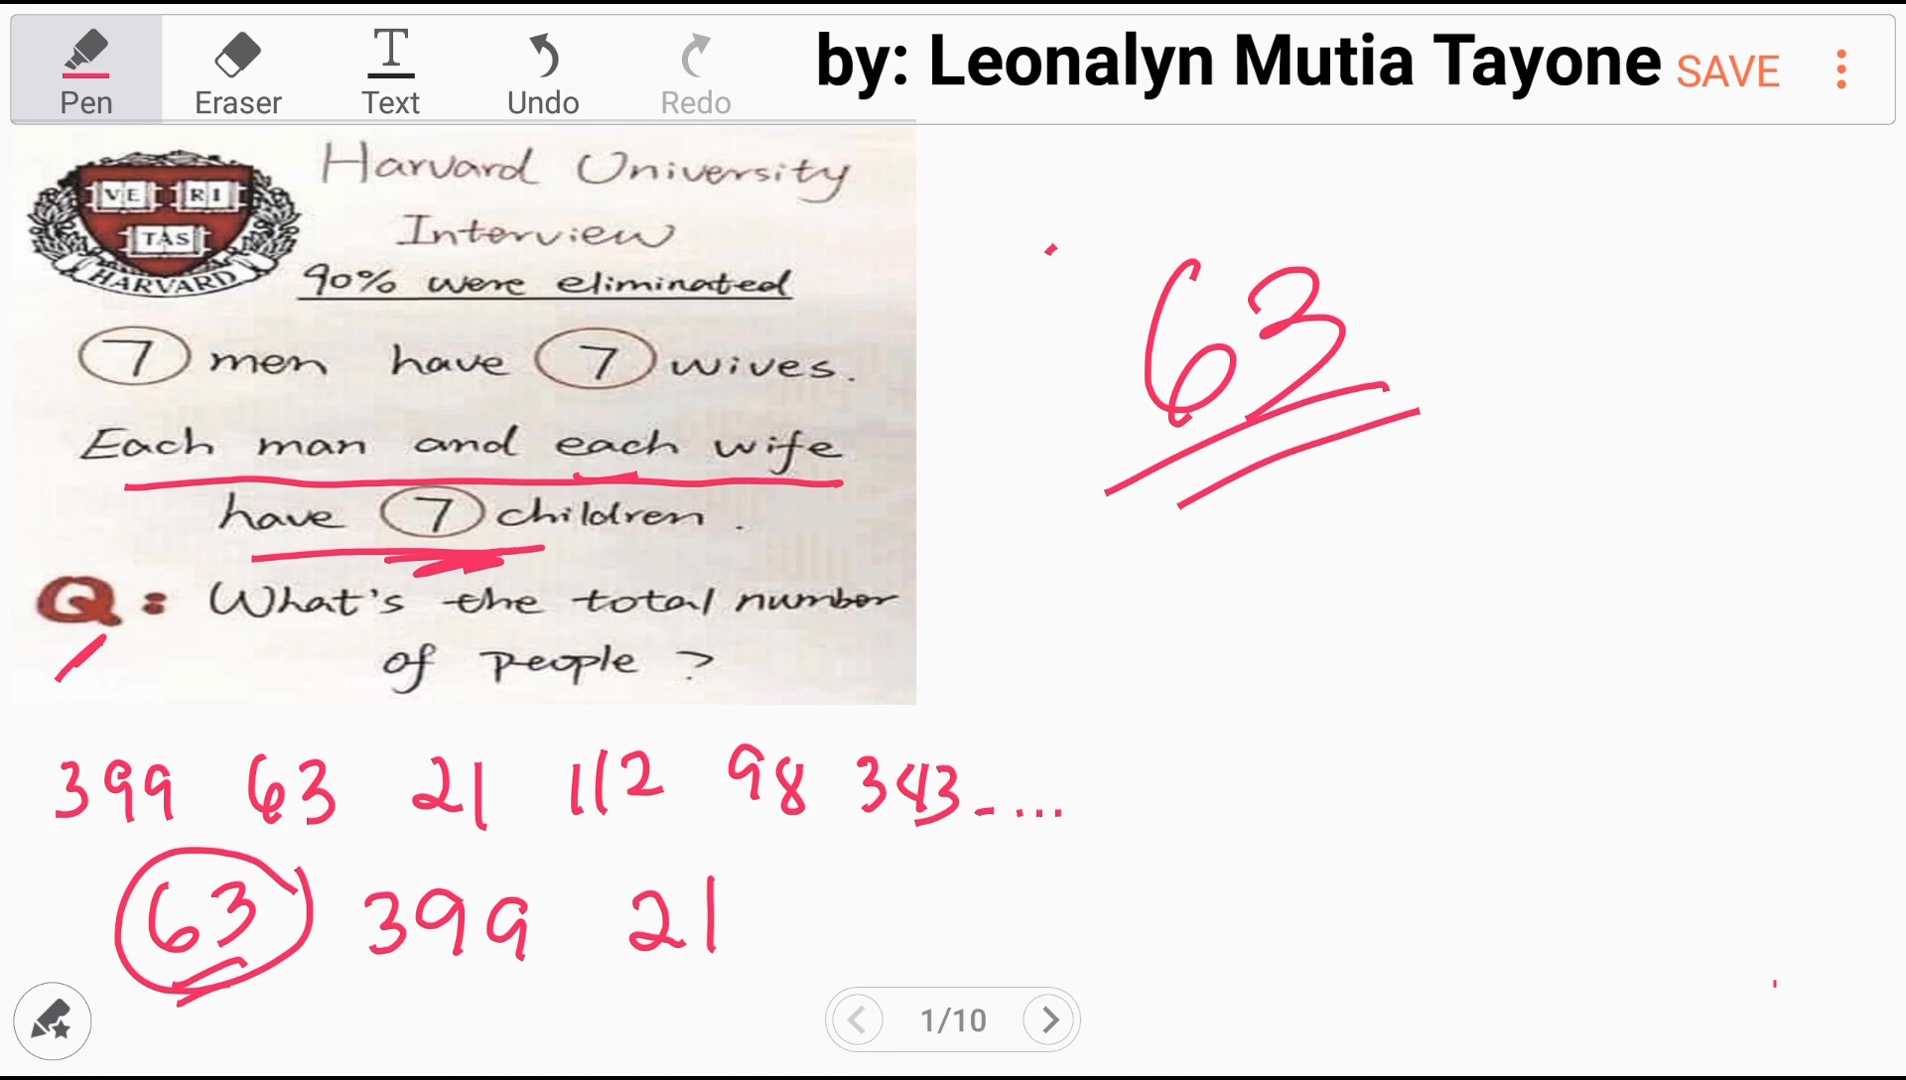 Pen
Eraser
Text
Undo
Redo
by: Leonalyn Mutia Tayone
SAVE
VE RI
TAS
HARVARD
Harvard University
Interview
90% were eliminated
7 men have 7 wives.
Each man and each wife
have 7 children.
Q: What's the total number
of people?
63
399 63 21 112 98 343 - ...
63 399 21
1/10